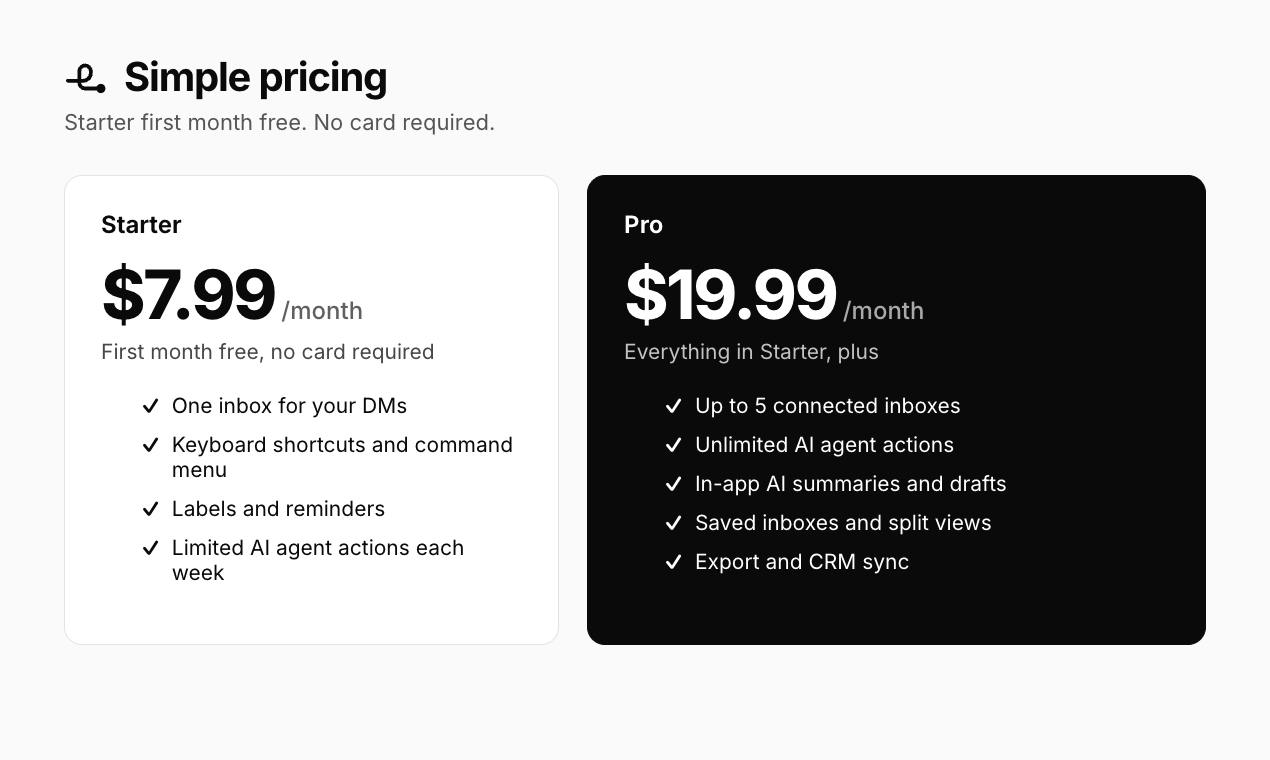 Simple pricing
Starter first month free. No card required.
Starter
$7.99 /month
First month free, no card required
One inbox for your DMs
Keyboard shortcuts and command
menu
Labels and reminders
Limited AI agent actions each
week
Pro
$19.99 /month
Everything in Starter, plus
Up to 5 connected inboxes
Unlimited AI agent actions
In-app AI summaries and drafts
Saved inboxes and split views
Export and CRM sync